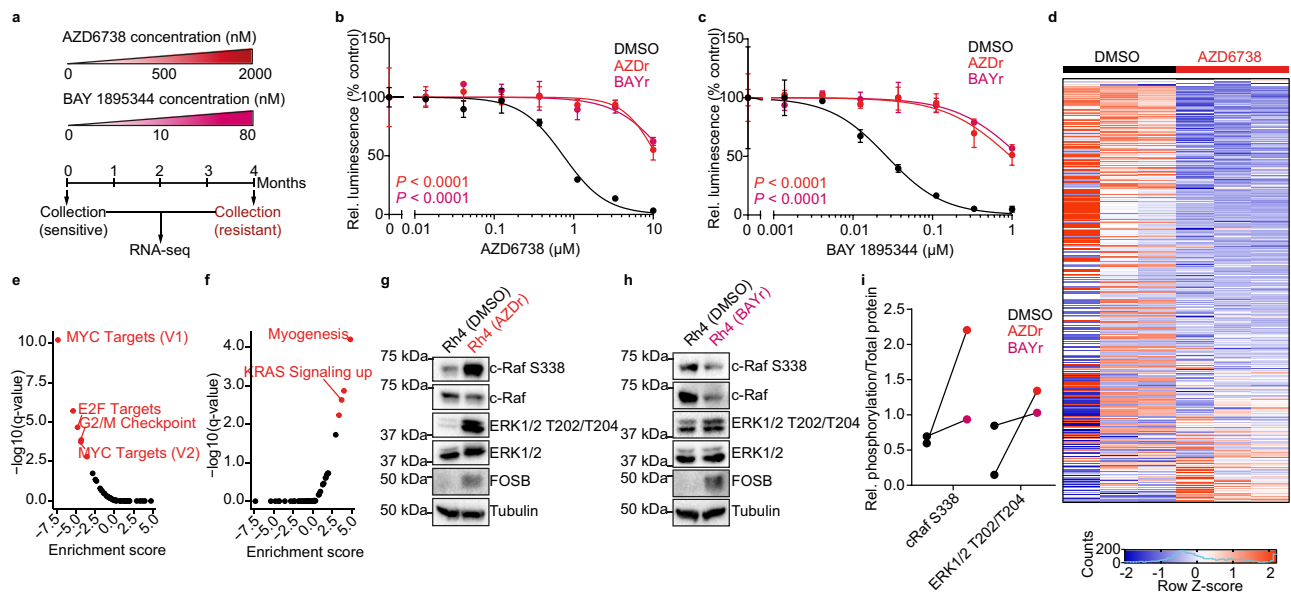 a
AZD6738 concentration (nM)
0 500 2000
BAY 1895344 concentration (nM)
0 10 80
0 1 2 3 4 Months
Collection (sensitive)
Collection (resistant)
RNA-seq
b
Rel. luminescence (% control)
150
100
50
0
DMSO
AZDr
BAYr
P < 0.0001
P < 0.0001
0 0.01 0.1 1 10
AZD6738 (µM)
c
Rel. luminescence (% control)
150
100
50
0
DMSO
AZDr
BAYr
P < 0.0001
P < 0.0001
0 0.001 0.01 0.1 1
BAY 1895344 (µM)
d
DMSO AZD6738
Counts
200
0
-2 -1 0 1 2
Row Z-score
e
−log10(q-value)
10.0
7.5
5.0
2.5
0.0
MYC Targets (V1)
E2F Targets
G2/M Checkpoint
MYC Targets (V2)
−7.5 −5.0 −2.5 0.0 2.5 5.0
Enrichment score
f
−log10(q-value)
4.0
3.0
2.0
1.0
0
Myogenesis
KRAS Signaling up
−7.5 −5.0 −2.5 0.0 2.5 5.0
Enrichment score
g
Rh4 (DMSO)
Rh4 (AZDr)
75 kDa c-Raf S338
75 kDa c-Raf
37 kDa ERK1/2 T202/T204
37 kDa ERK1/2
50 kDa FOSB
50 kDa Tubulin
h
Rh4 (DMSO)
Rh4 (BAYr)
75 kDa c-Raf S338
75 kDa c-Raf
37 kDa ERK1/2 T202/T204
37 kDa ERK1/2
50 kDa FOSB
50 kDa Tubulin
i
Rel. phosphorylation/Total protein
2.5
2.0
1.5
1.0
0.5
0.0
DMSO
AZDr
BAYr
cRaf S338
ERK1/2 T202/T204